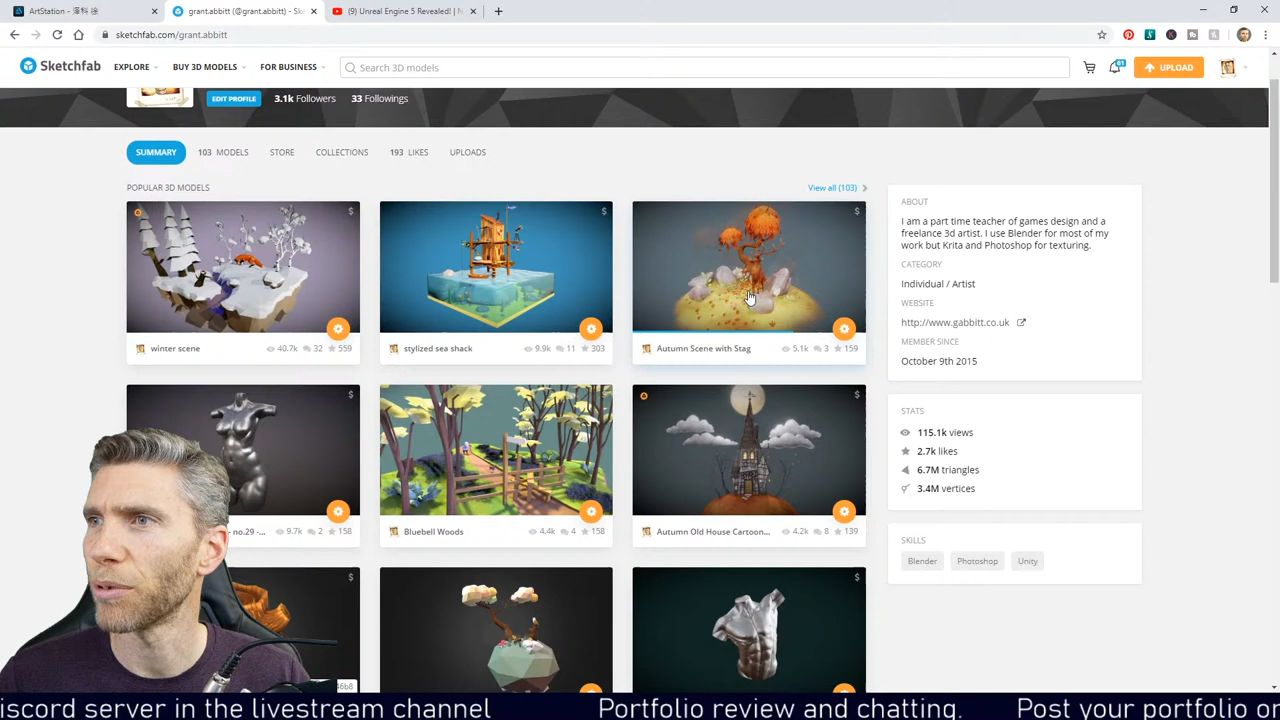 ArtStation - 澤科 徐
grant.abbitt (@grant.abbitt) - Sk
(9) Unreal Engine 5 Revealed! | N
sketchfab.com/grant.abbitt
Sketchfab
EXPLORE
BUY 3D MODELS
FOR BUSINESS
Search 3D models
61
UPLOAD
EDIT PROFILE
3.1k Followers
33 Followings
SUMMARY
103 MODELS
STORE
COLLECTIONS
193 LIKES
UPLOADS
POPULAR 3D MODELS
View all (103)
$
$
$
winter scene
40.7k 32 559
stylized sea shack
9.9k 11 303
Autumn Scene with Stag
5.1k 3 159
$
$
- no.29 -...
9.7k 2 158
Bluebell Woods
4.4k 4 158
Autumn Old House Cartoon...
4.2k 8 139
$
$
46b8
ABOUT
I am a part time teacher of games design and a
freelance 3d artist. I use Blender for most of my
work but Krita and Photoshop for texturing.
CATEGORY
Individual / Artist
WEBSITE
http://www.gabbitt.co.uk
MEMBER SINCE
October 9th 2015
STATS
115.1k views
2.7k likes
6.7M triangles
3.4M vertices
SKILLS
Blender
Photoshop
Unity
iscord server in the livestream channel Portfolio review and chatting. Post your portfolio or